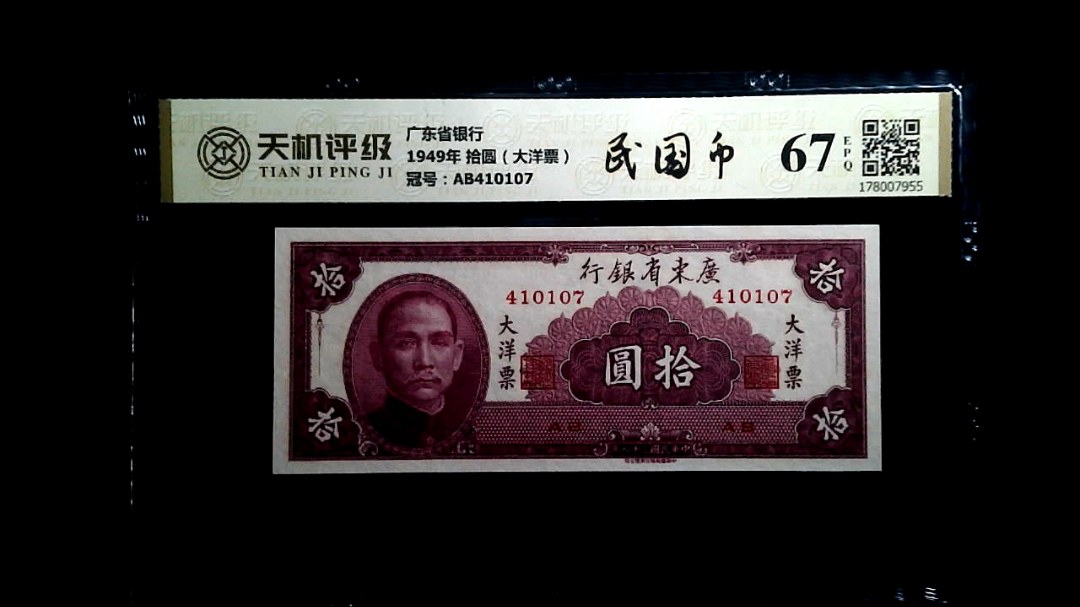 天机评级
TIAN JI PING JI
广东省银行
1949年 拾圆（大洋票）
冠号：AB410107
民国币
67
EPQ
178007955
拾
行銀省東廣
拾
410107
410107
大洋票
圓拾
大洋票
拾
AB
AB
拾